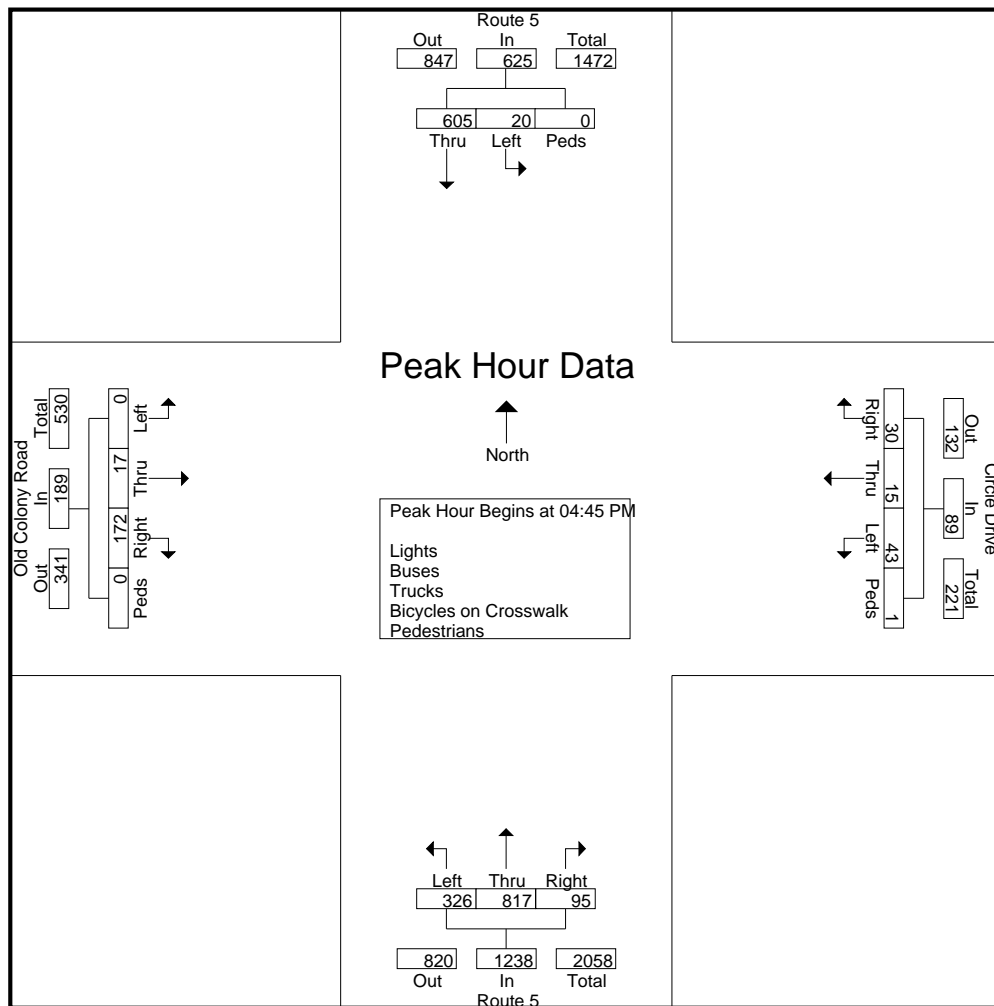 Route 5
Out In Total
847 625 1472
605 20 0
Thru Left Peds
Peak Hour Data
North
Peak Hour Begins at 04:45 PM
Lights
Buses
Trucks
Bicycles on Crosswalk
Pedestrians
Old Colony Road
Out In Total
341 189 530
0 172 17 0
Peds Right Thru Left
Circle Drive
Out In Total
132 89 221
30 15 43 1
Right Thru Left Peds
Left Thru Right
326 817 95
820 1238 2058
Out In Total
Route 5